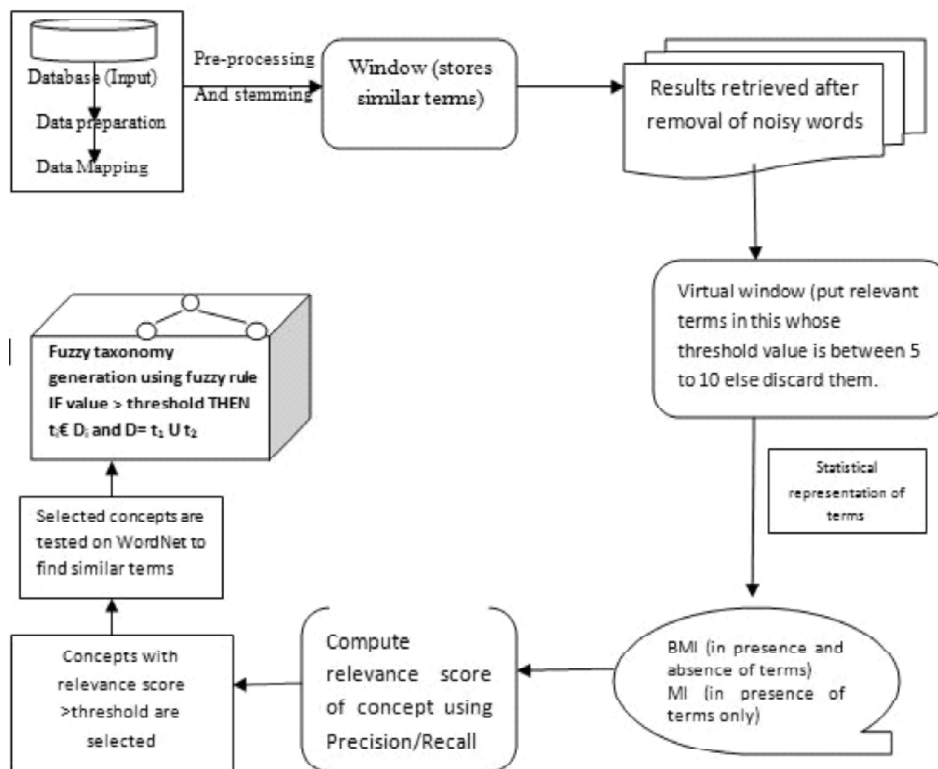 Database (Input)
Data preparation
Data Mapping
Pre-processing
And stemming
Window (stores
similar terms)
Results retrieved after
removal of noisy words
Virtual window (put relevant
terms in this whose
threshold value is between 5
to 10 else discard them.
Statistical
representation of
terms
BMI (in presence and
absence of terms)
MI (in presence of
terms only)
Compute
relevance score
of concept using
Precision/Recall
Concepts with
relevance score
>threshold are
selected
Selected concepts are
tested on WordNet to
find similar terms
Fuzzy taxonomy
generation using fuzzy rule
IF value > threshold THEN
tᵢ€ Dᵢ and D= t₁ U t₂